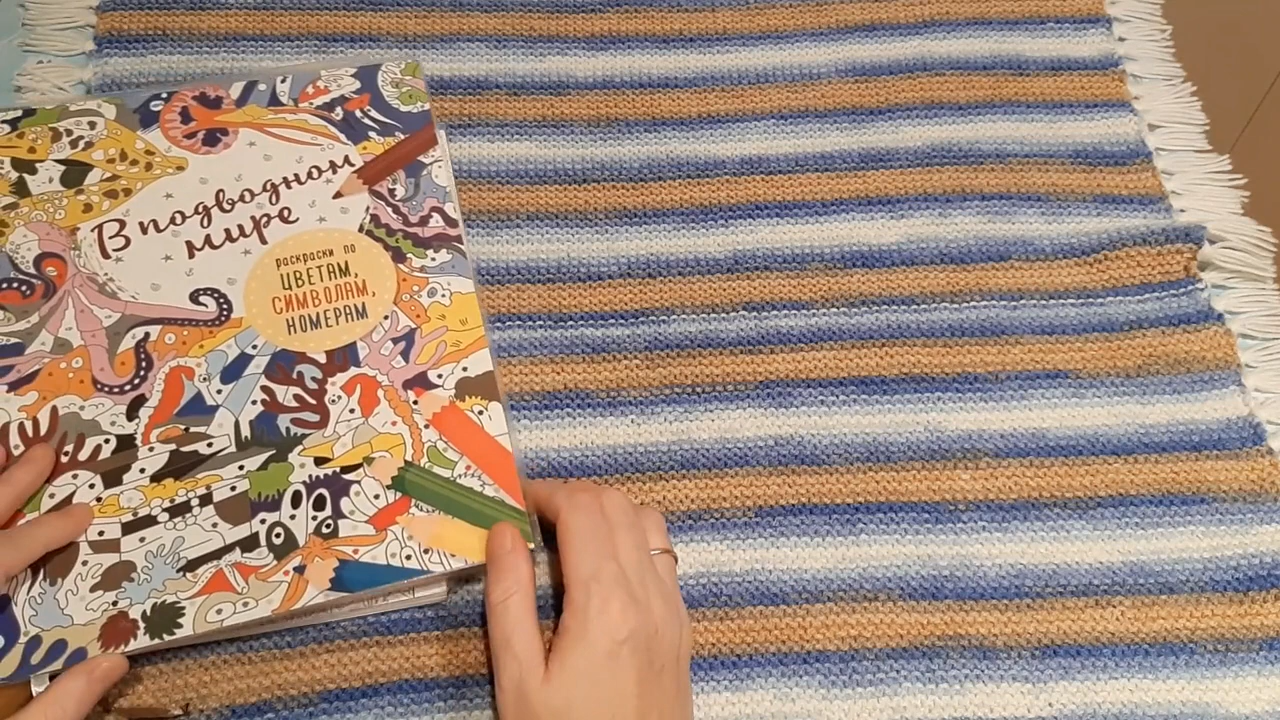 В подводном
мире
раскраски по
ЦВЕТАМ,
СИМВОЛАМ,
НОМЕРАМ